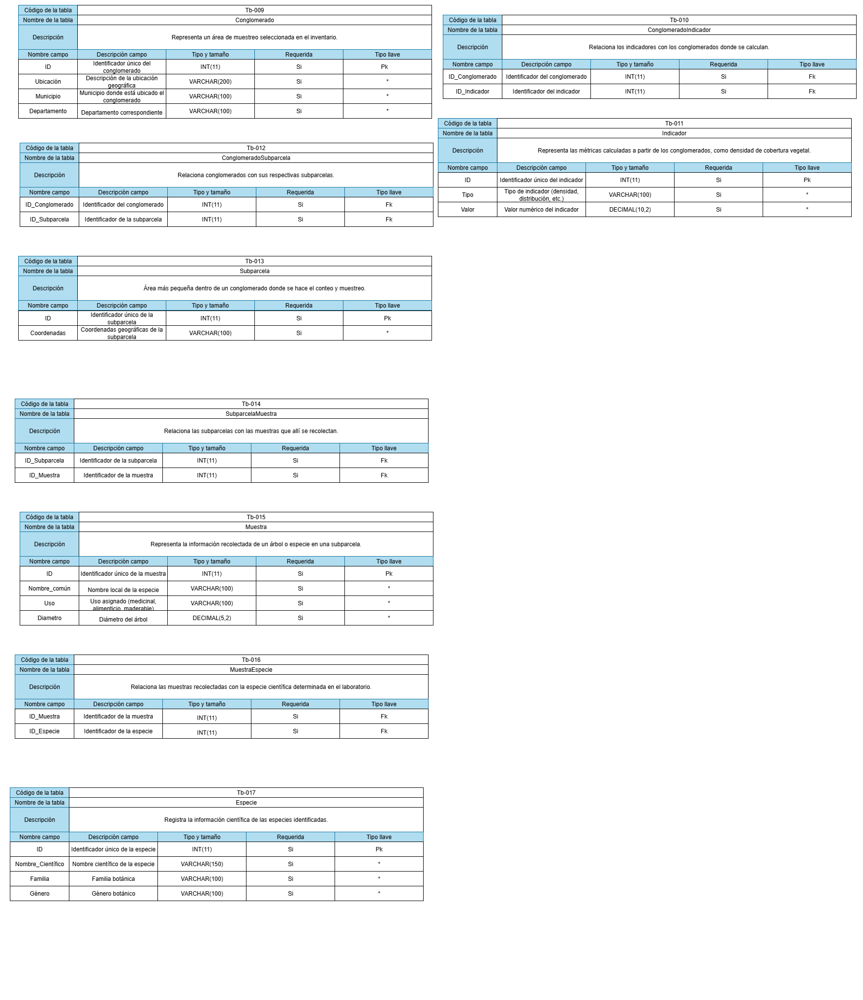 Código de la tabla Tb-009
Nombre de la tabla Conglomerado
Descripción Representa un área de muestreo seleccionada en el inventario.
Nombre campo Descripción campo Tipo y tamaño Requerida Tipo llave
ID Identificador único del conglomerado INT(11) Si Pk
Ubicación Descripción de la ubicación geográfica VARCHAR(200) Si *
Municipio Municipio donde está ubicado el conglomerado VARCHAR(100) Si *
Departamento Departamento correspondiente VARCHAR(100) Si *
Código de la tabla Tb-010
Nombre de la tabla ConglomeradoIndicador
Descripción Relaciona los indicadores con los conglomerados donde se calculan.
Nombre campo Descripción campo Tipo y tamaño Requerida Tipo llave
ID_Conglomerado Identificador del conglomerado INT(11) Si Fk
ID_Indicador Identificador del indicador INT(11) Si Fk
Código de la tabla Tb-011
Nombre de la tabla Indicador
Descripción Representa las métricas calculadas a partir de los conglomerados, como densidad de cobertura vegetal.
Nombre campo Descripción campo Tipo y tamaño Requerida Tipo llave
ID Identificador único del indicador INT(11) Si Pk
Tipo Tipo de indicador (densidad, distribución, etc.) VARCHAR(100) Si *
Valor Valor numérico del indicador DECIMAL(10,2) Si *
Código de la tabla Tb-012
Nombre de la tabla ConglomeradoSubparcela
Descripción Relaciona conglomerados con sus respectivas subparcelas.
Nombre campo Descripción campo Tipo y tamaño Requerida Tipo llave
ID_Conglomerado Identificador del conglomerado INT(11) Si Fk
ID_Subparcela Identificador de la subparcela INT(11) Si Fk
Código de la tabla Tb-013
Nombre de la tabla Subparcela
Descripción Área más pequeña dentro de un conglomerado donde se hace el conteo y muestreo.
Nombre campo Descripción campo Tipo y tamaño Requerida Tipo llave
ID Identificador único de la subparcela INT(11) Si Pk
Coordenadas Coordenadas geográficas de la subparcela VARCHAR(100) Si *
Código de la tabla Tb-014
Nombre de la tabla SubparcelaMuestra
Descripción Relaciona las subparcelas con las muestras que allí se recolectan.
Nombre campo Descripción campo Tipo y tamaño Requerida Tipo llave
ID_Subparcela Identificador de la subparcela INT(11) Si Fk
ID_Muestra Identificador de la muestra INT(11) Si Fk
Código de la tabla Tb-015
Nombre de la tabla Muestra
Descripción Representa la información recolectada de un árbol o especie en una subparcela.
Nombre campo Descripción campo Tipo y tamaño Requerida Tipo llave
ID Identificador único de la muestra INT(11) Si Pk
Nombre_común Nombre local de la especie VARCHAR(100) Si *
Uso Uso asignado (medicinal, alimenticio, maderable) VARCHAR(100) Si *
Diametro Diámetro del árbol DECIMAL(5,2) Si *
Código de la tabla Tb-016
Nombre de la tabla MuestraEspecie
Descripción Relaciona las muestras recolectadas con la especie científica determinada en el laboratorio.
Nombre campo Descripción campo Tipo y tamaño Requerida Tipo llave
ID_Muestra Identificador de la muestra INT(11) Si Fk
ID_Especie Identificador de la especie INT(11) Si Fk
Código de la tabla Tb-017
Nombre de la tabla Especie
Descripción Registra la información científica de las especies identificadas.
Nombre campo Descripción campo Tipo y tamaño Requerida Tipo llave
ID Identificador único de la especie INT(11) Si Pk
Nombre_Científico Nombre científico de la especie VARCHAR(150) Si *
Familia Familia botánica VARCHAR(100) Si *
Género Género botánico VARCHAR(100) Si *